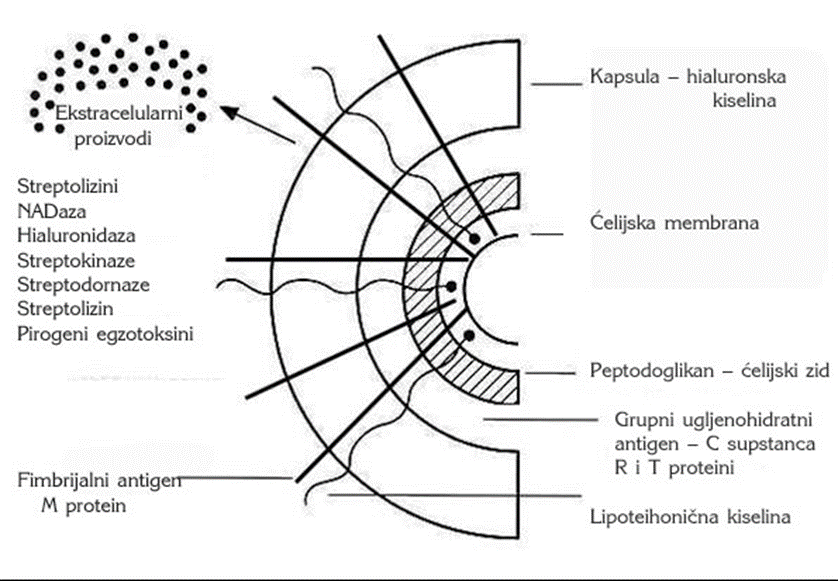 Ekstracelularni
proizvodi
Streptolizini
NADaza
Hialuronidaza
Streptokinaze
Streptodornaze
Streptolizin
Pirogeni egzotoksini
Fimbrijalni antigen
M protein
Kapsula – hialuronska
kiselina
Ćelijska membrana
Peptodoglikan – ćelijski zid
Grupni ugljenohidratni
antigen – C supstanca
R i T proteini
Lipoteihonična kiselina